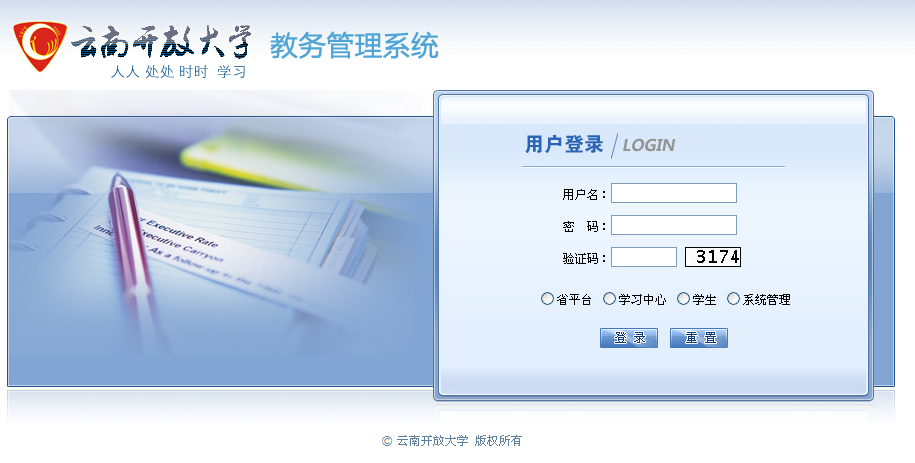 云南开放大学 教务管理系统
人人 处处 时时 学习
Executive Rate
Executive Carryon
As a follow-up to the
用户登录 / LOGIN
用户名：
密 码：
验证码： 3174
省平台 学习中心 学生 系统管理
登 录 重 置
© 云南开放大学 版权所有